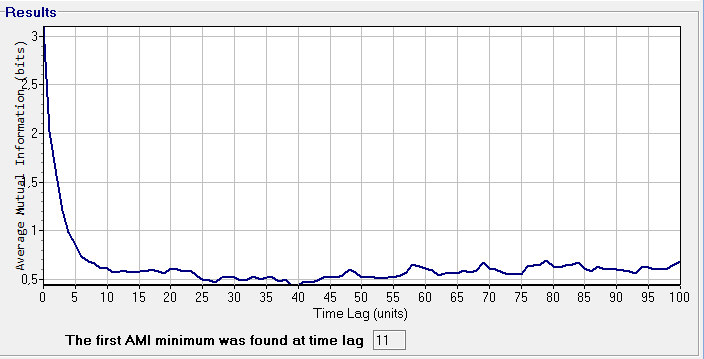 Results
Average Mutual Information (bits)
3
2,5
2
1,5
1
0,5
0 5 10 15 20 25 30 35 40 45 50 55 60 65 70 75 80 85 90 95 100
Time Lag (units)
The first AMI minimum was found at time lag 11